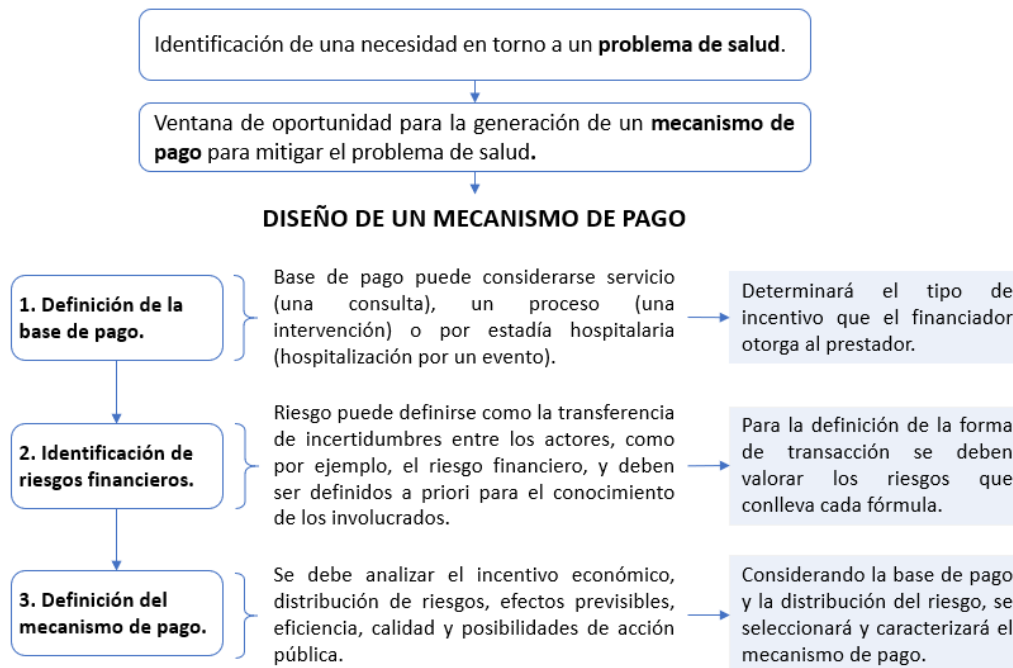 Identificación de una necesidad en torno a un problema de salud.
Ventana de oportunidad para la generación de un mecanismo de
pago para mitigar el problema de salud.
DISEÑO DE UN MECANISMO DE PAGO
1. Definición de la
base de pago.
Base de pago puede considerarse servicio
(una consulta), un proceso (una
intervención) o por estadía hospitalaria
(hospitalización por un evento).
Determinará el tipo de
incentivo que el financiador
otorga al prestador.
2. Identificación de
riesgos financieros.
Riesgo puede definirse como la transferencia
de incertidumbres entre los actores, como
por ejemplo, el riesgo financiero, y deben
ser definidos a priori para el conocimiento
de los involucrados.
Para la definición de la forma
de transacción se deben
valorar los riesgos que
conlleva cada fórmula.
3. Definición del
mecanismo de pago.
Se debe analizar el incentivo económico,
distribución de riesgos, efectos previsibles,
eficiencia, calidad y posibilidades de acción
pública.
Considerando la base de pago
y la distribución del riesgo, se
seleccionará y caracterizará el
mecanismo de pago.